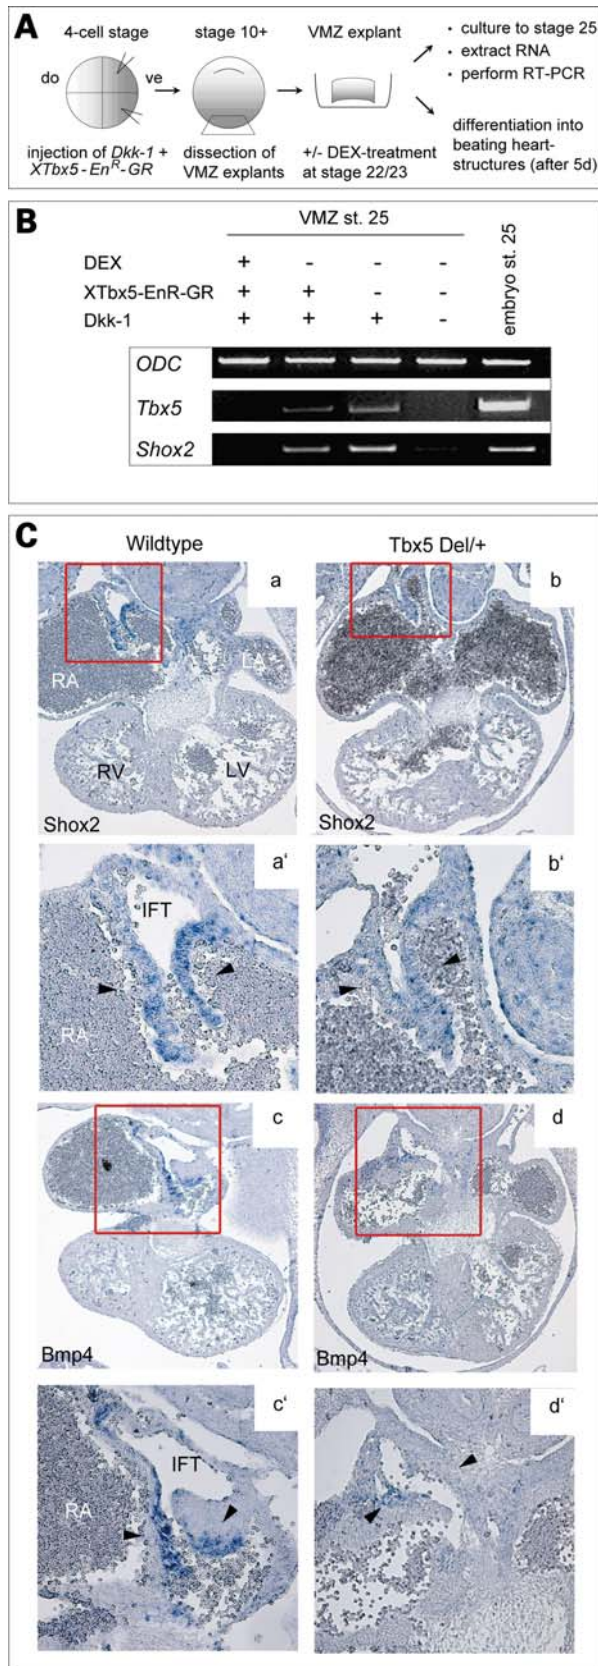 A
4-cell stage
stage 10+
VMZ explant
• culture to stage 25
• extract RNA
• perform RT-PCR
do
ve
injection of Dkk-1 +
XTbx5-EnR-GR
dissection of
VMZ explants
+/- DEX-treatment
at stage 22/23
differentiation into
beating heart-
structures (after 5d)
B
VMZ st. 25
embryo st. 25
DEX + - - -
XTbx5-EnR-GR + + - -
Dkk-1 + + + -
ODC
Tbx5
Shox2
C
Wildtype
Tbx5 Del/+
a
RA
LA
RV
LV
Shox2
b
Shox2
a'
IFT
RA
b'
c
Bmp4
d
Bmp4
c'
IFT
RA
d'